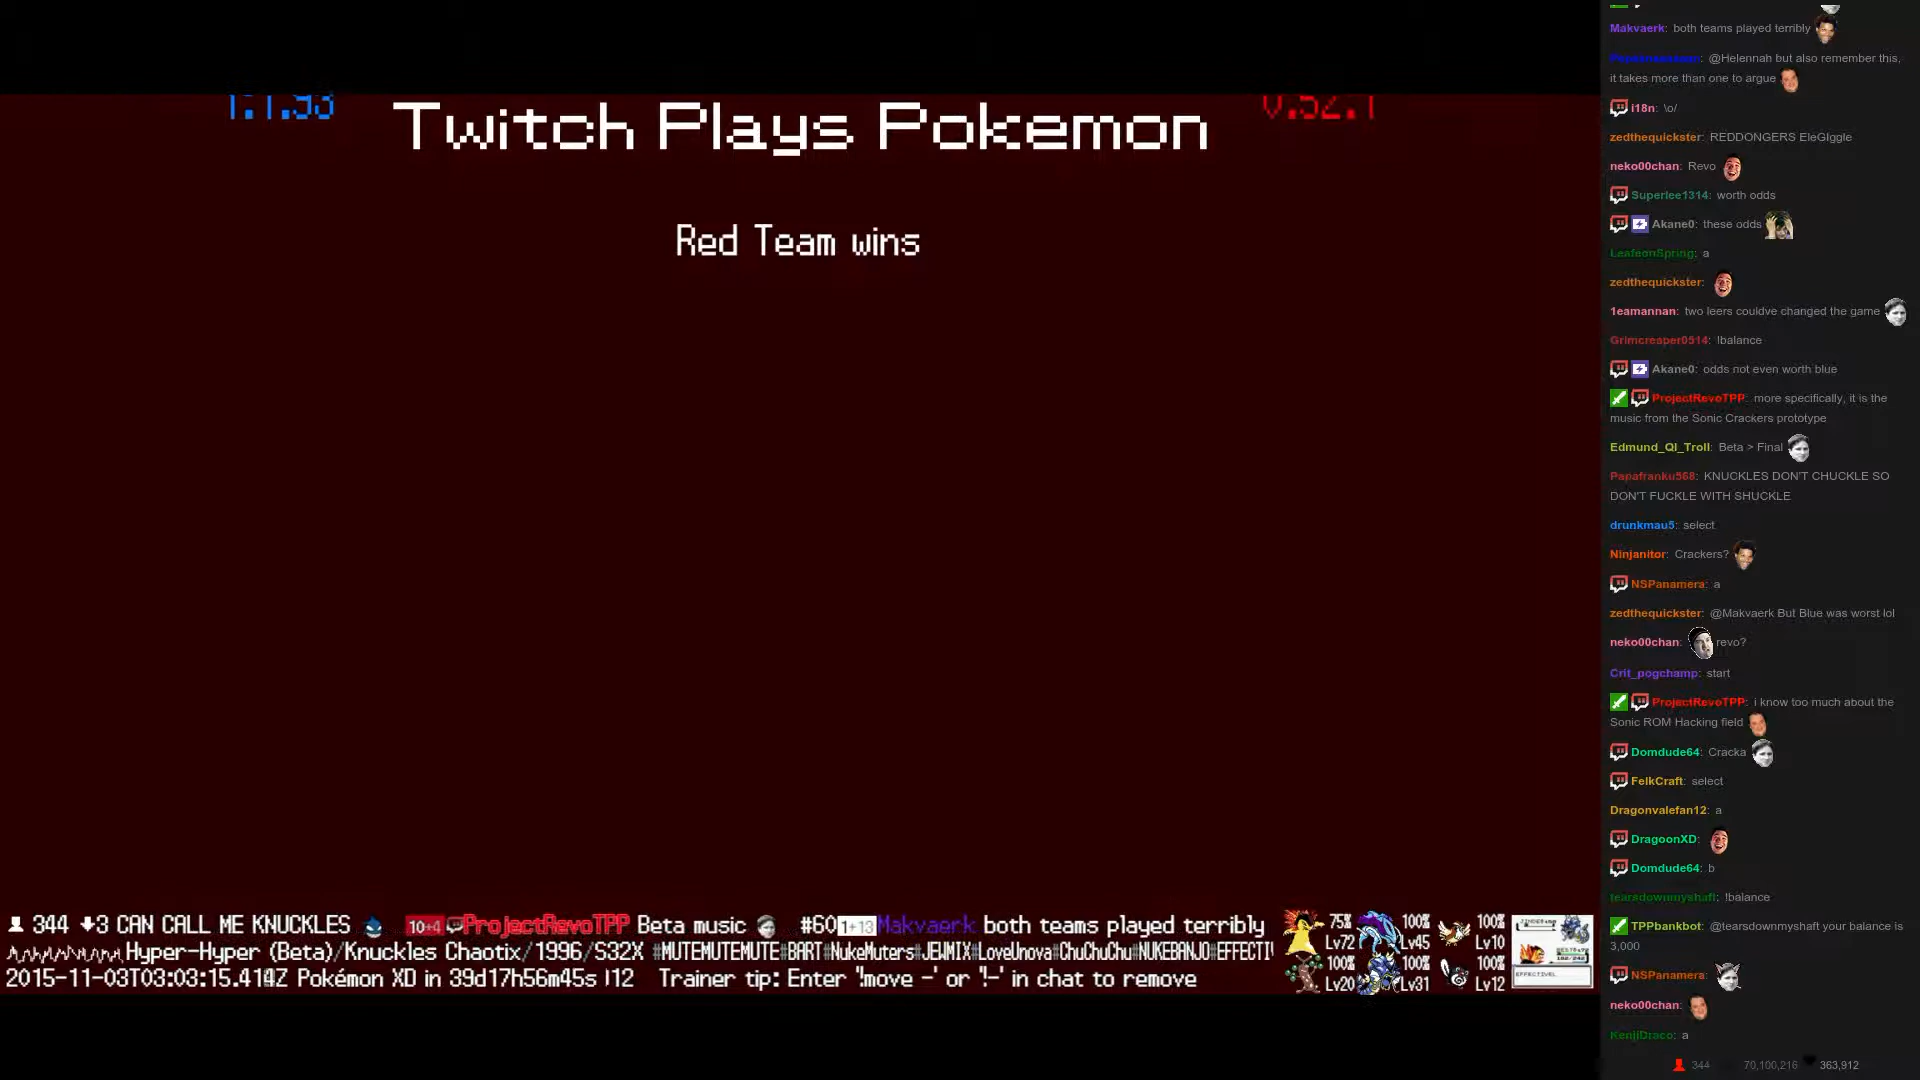 Twitch Plays Pokemon
Red Team wins
344 3 CAN CALL ME KNUCKLES 10+4 ProjectRevoTPP Beta music #60 1+13 Makvaerk both teams played terribly
Hyper-Hyper (Beta)/Knuckles Chaotix/1996/S32X #MUTEMUTEMUTE#BART#NukeMuters#JEWMIX#LoveUnova#ChuChuChu#NUKEBANJO#EFFECTI
Pokémon XD in 39d17h56m45s Trainer tip: Enter '!move -' or '!-' in chat to remove
75% 100% 100%
Lv72 Lv45 Lv10
100% 100% 100%
Lv20 Lv31 Lv12
Makvaerk: both teams played terribly
@Helennah but also remember this,
it takes more than one to argue
i18n: \o/
zedthequickster: REDDONGERS EleGIggle
neko00chan: Revo
Superlee1314: worth odds
Akane0: these odds
LeafeonSpring: a
zedthequickster:
1eamannan: two leers couldve changed the game
Grimcreaper0514: !balance
Akane0: odds not even worth blue
ProjectRevoTPP: more specifically, it is the
music from the Sonic Crackers prototype
Edmund_QI_Troll: Beta > Final
Papafranku568: KNUCKLES DON'T CHUCKLE SO
DON'T FUCKLE WITH SHUCKLE
drunkmau5: select
Ninjanitor: Crackers?
NSPanamera: a
zedthequickster: @Makvaerk But Blue was worst lol
neko00chan: revo?
Crit_pogchamp: start
ProjectRevoTPP: i know too much about the
Sonic ROM Hacking field
Domdude64: Cracka
FelkCraft: select
Dragonvalefan12: a
DragoonXD:
Domdude64: b
tearsdownmyshaft: !balance
TPPbankbot: @tearsdownmyshaft your balance is
3,000
NSPanamera:
neko00chan:
KenjiDraco: a
344 70,100,216 363,912